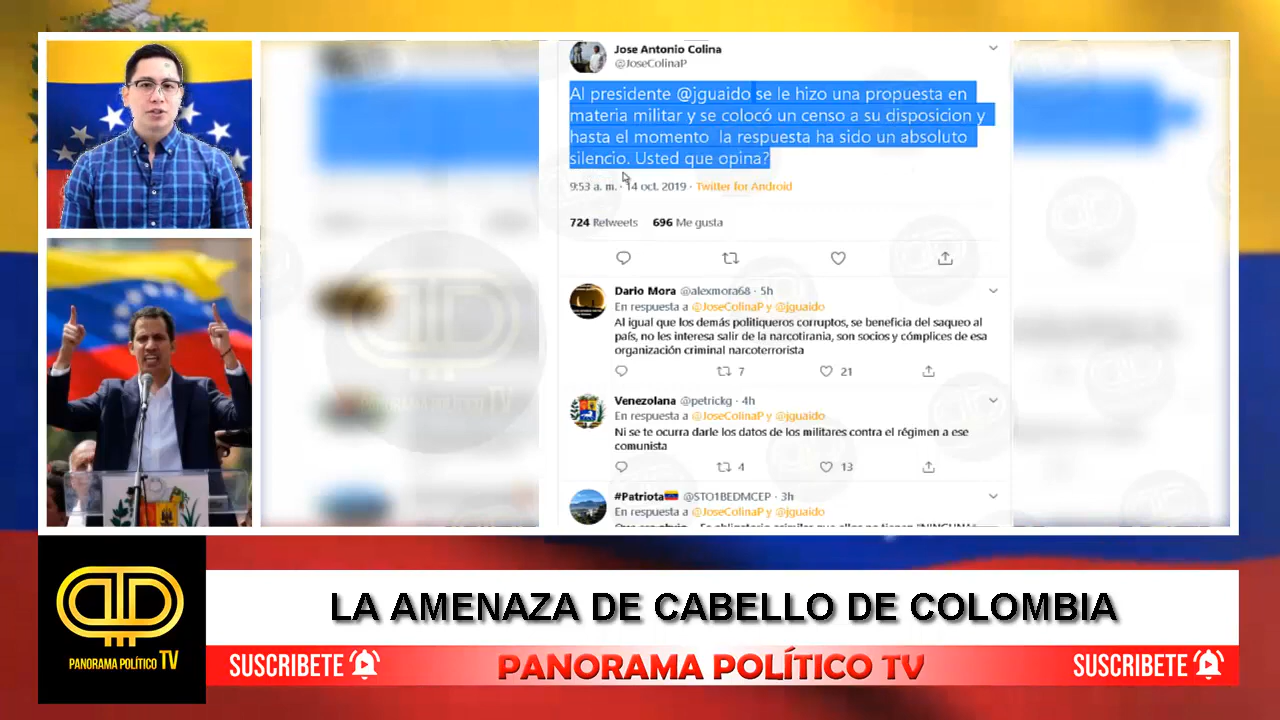 Jose Antonio Colina
@JoseColinaP
Al presidente @jguaido se le hizo una propuesta en
materia militar y se colocó un censo a su disposicion y
hasta el momento la respuesta ha sido un absoluto
silencio. Usted que opina?
9:53 a. m. · 14 oct. 2019 · Twitter for Android
724 Retweets 696 Me gusta
Dario Mora @alexmora68 · 5h
En respuesta a @JoseColinaP y @jguaido
Al igual que los demás politiqueros corruptos, se beneficia del saqueo al
país, no les interesa salir de la narcotirania, son socios y cómplices de esa
organización criminal narcoterrorista
7 21
Venezolana @petrickg · 4h
En respuesta a @JoseColinaP y @jguaido
Ni se te ocurra darle los datos de los militares contra el régimen a ese
comunista
4 13
#Patriota @STO1BEDMCEP · 3h
En respuesta a @JoseColinaP y @jguaido
LA AMENAZA DE CABELLO DE COLOMBIA
PANORAMA POLÍTICO TV
SUSCRIBETE PANORAMA POLÍTICO TV SUSCRIBETE